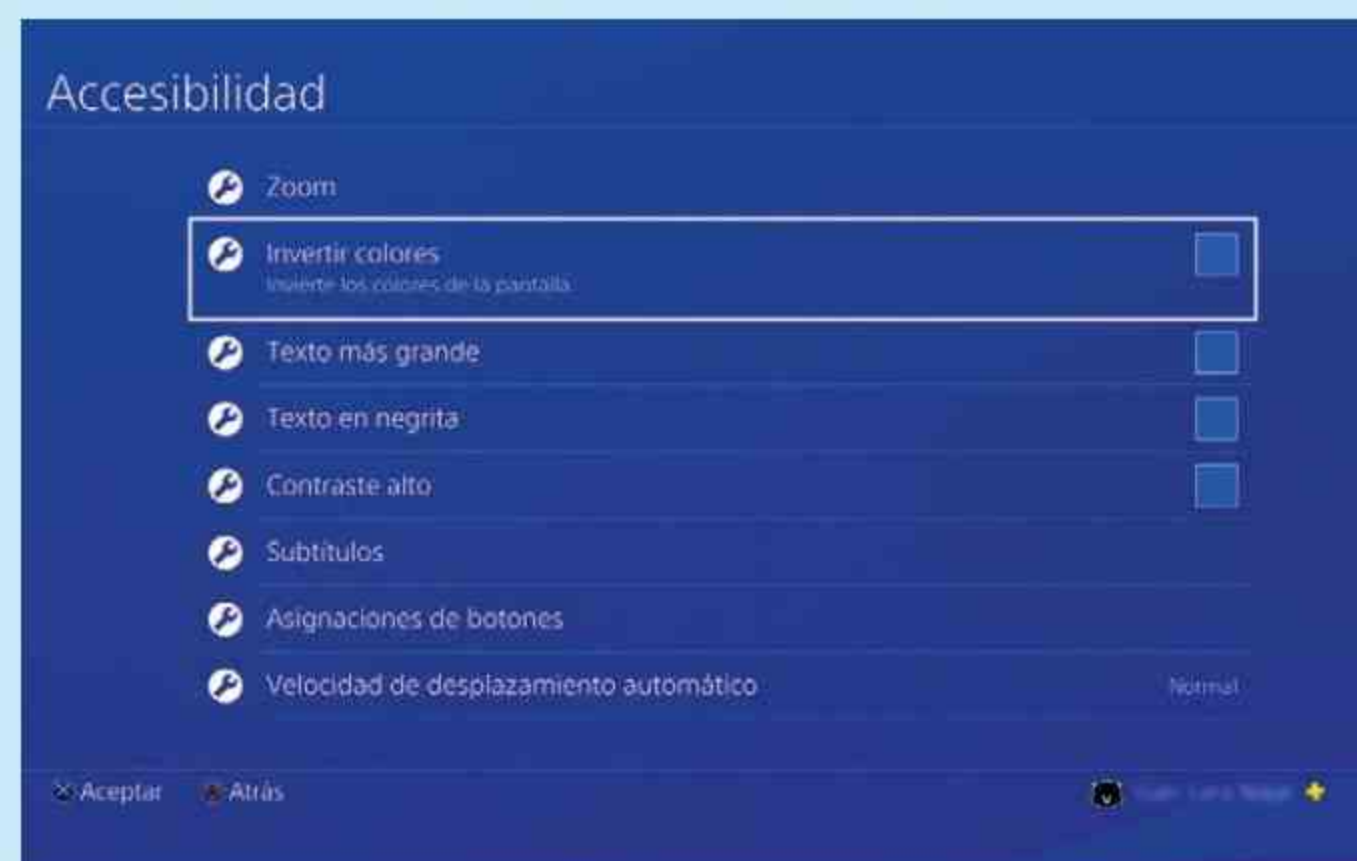 Accesibilidad
Zoom
Invertir colores
Invierte los colores de la pantalla.
Texto más grande
Texto en negrita
Contraste alto
Subtítulos
Asignaciones de botones
Velocidad de desplazamiento automático Normal
Aceptar Atrás